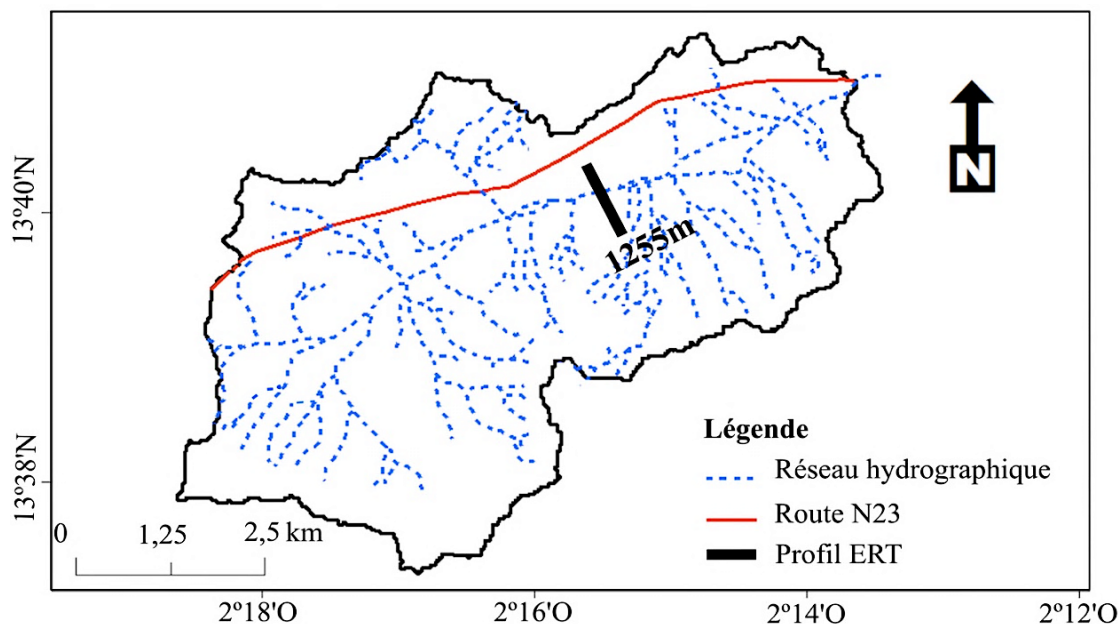 N
13°40'N
1255m
13°38'N
Légende
Réseau hydrographique
Route N23
Profil ERT
0 1,25 2,5 km
2°18'O 2°16'O 2°14'O 2°12'O